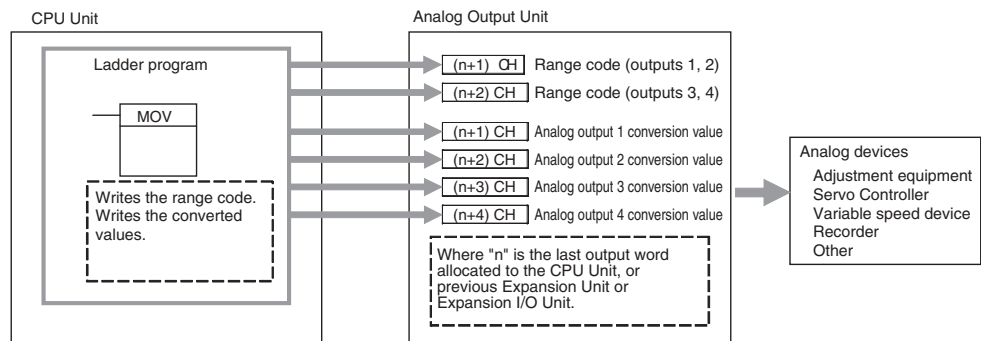 CPU Unit
Analog Output Unit
Ladder program
MOV
Writes the range code.
Writes the converted
values.
(n+1) CH Range code (outputs 1, 2)
(n+2) CH Range code (outputs 3, 4)
(n+1) CH Analog output 1 conversion value
(n+2) CH Analog output 2 conversion value
(n+3) CH Analog output 3 conversion value
(n+4) CH Analog output 4 conversion value
Where "n" is the last output word
allocated to the CPU Unit, or
previous Expansion Unit or
Expansion I/O Unit.
Analog devices
Adjustment equipment
Servo Controller
Variable speed device
Recorder
Other